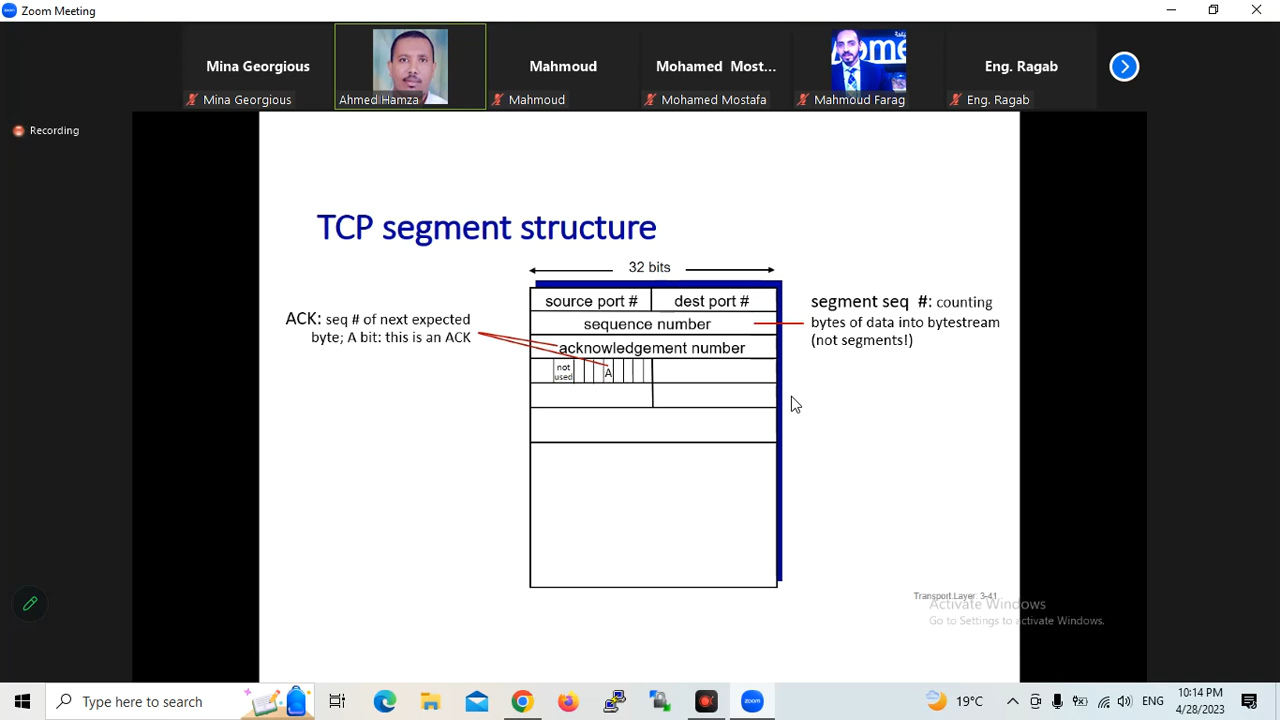 Zoom Meeting
Mina Georgious
Mahmoud
Mohamed Most...
Eng. Ragab
Mina Georgious
Ahmed Hamza
Mahmoud
Mohamed Mostafa
Mahmoud Farag
Eng. Ragab
Recording
TCP segment structure
32 bits
source port #
dest port #
sequence number
acknowledgement number
not
used
A
ACK: seq # of next expected
byte; A bit: this is an ACK
segment seq #: counting
bytes of data into bytestream
(not segments!)
Transport Layer: 3-41
Activate Windows
Go to Settings to activate Windows.
Type here to search
19°C
ENG
10:14 PM
4/28/2023